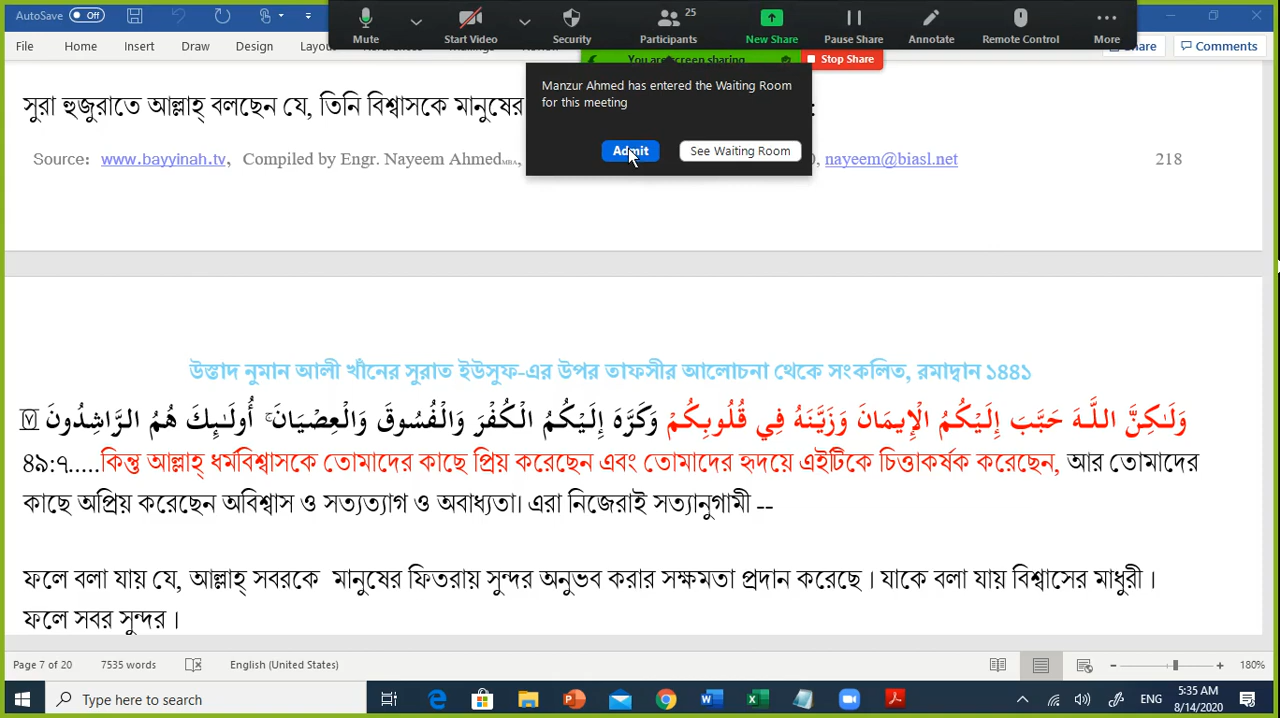 AutoSave Off
Mute
Start Video
Security
Participants
25
New Share
Pause Share
Annotate
Remote Control
More
File Home Insert Draw Design
Share
Comments
Stop Share
Manzur Ahmed has entered the Waiting Room
for this meeting
Admit
See Waiting Room
সুরা হুজুরাতে আল্লাহ্ বলছেন যে, তিনি বিশ্বাসকে মানুষের
Source: www.bayyinah.tv, Compiled by Engr. Nayeem Ahmed
nayeem@biasl.net
218
উস্তাদ নুমান আলী খাঁনের সুরাত ইউসুফ-এর উপর তাফসীর আলোচনা থেকে সংকলিত, রমাদ্বান ১৪৪১
وَلَـٰكِنَّ اللَّـهَ حَبَّبَ إِلَيْكُمُ الْإِيمَانَ وَزَيَّنَهُ فِي قُلُوبِكُمْ وَكَرَّهَ إِلَيْكُمُ الْكُفْرَ وَالْفُسُوقَ وَالْعِصْيَانَ ۚ أُولَـٰئِكَ هُمُ الرَّاشِدُونَ
৪৯:৭.....কিন্তু আল্লাহ্ ধর্মবিশ্বাসকে তোমাদের কাছে প্রিয় করেছেন এবং তোমাদের হৃদয়ে এইটিকে চিত্তাকর্ষক করেছেন, আর তোমাদের
কাছে অপ্রিয় করেছেন অবিশ্বাস ও সত্যত্যাগ ও অবাধ্যতা। এরা নিজেরাই সত্যানুগামী --
ফলে বলা যায় যে, আল্লাহ্ সবরকে মানুষের ফিতরায় সুন্দর অনুভব করার সক্ষমতা প্রদান করেছে। যাকে বলা যায় বিশ্বাসের মাধুরী।
ফলে সবর সুন্দর।
Page 7 of 20
7535 words
English (United States)
180%
Type here to search
ENG
5:35 AM
8/14/2020